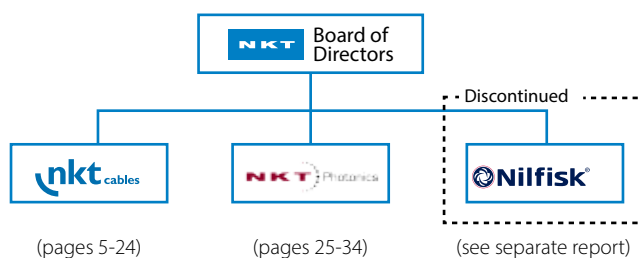 NKT Board of
Directors
Discontinued
nkt cables
NKT Photonics
Nilfisk®
(pages 5-24) (pages 25-34) (see separate report)